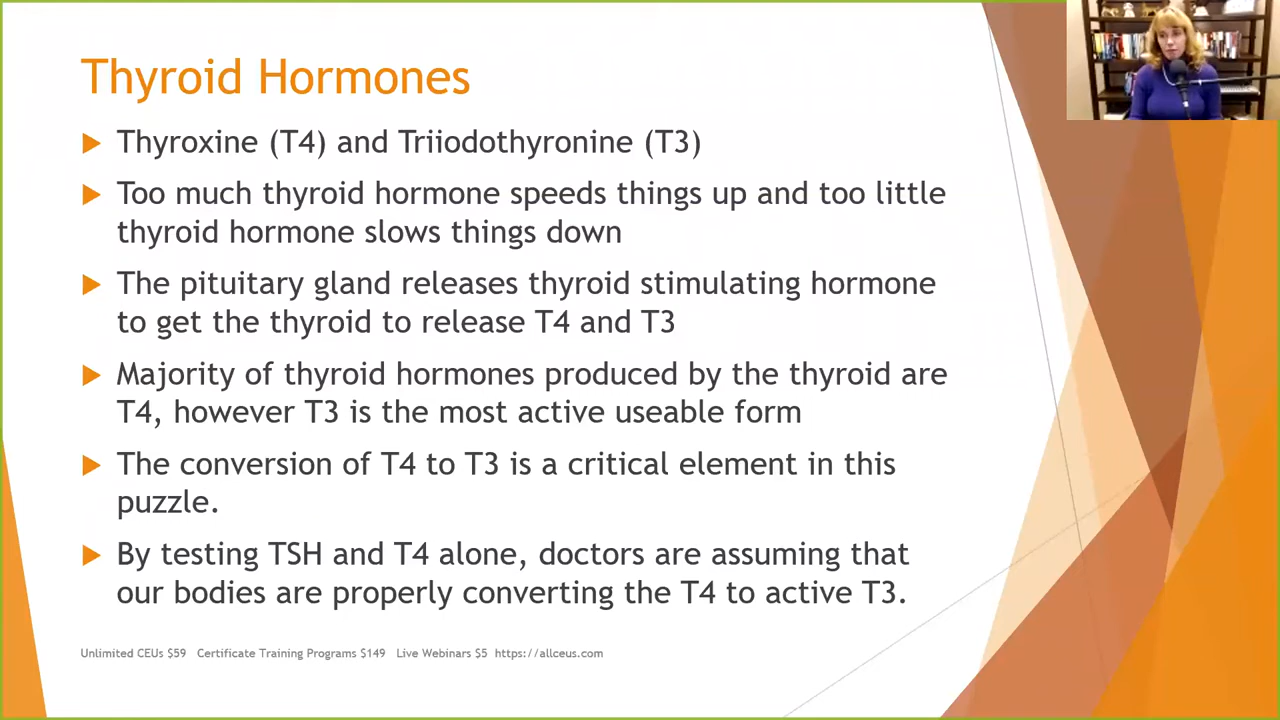 Thyroid Hormones
Thyroxine (T4) and Triiodothyronine (T3)
Too much thyroid hormone speeds things up and too little
thyroid hormone slows things down
The pituitary gland releases thyroid stimulating hormone
to get the thyroid to release T4 and T3
Majority of thyroid hormones produced by the thyroid are
T4, however T3 is the most active useable form
The conversion of T4 to T3 is a critical element in this
puzzle.
By testing TSH and T4 alone, doctors are assuming that
our bodies are properly converting the T4 to active T3.
Unlimited CEUs $59 Certificate Training Programs $149 Live Webinars $5 https://allceus.com